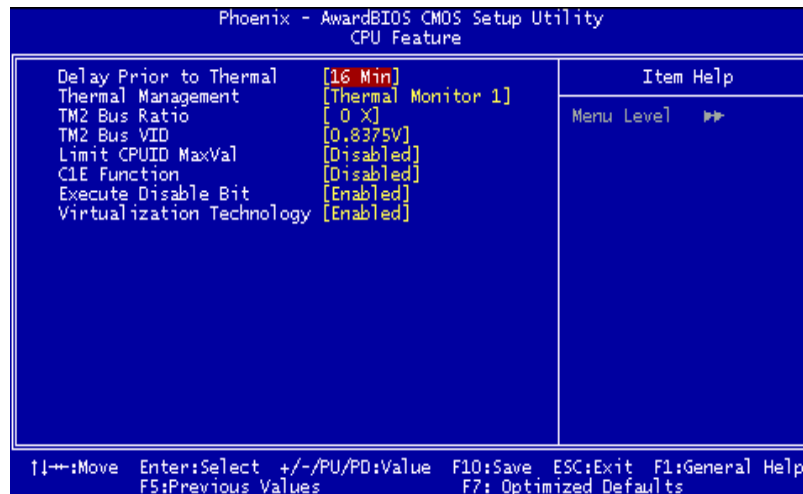 Phoenix - AwardBIOS CMOS Setup Utility
CPU Feature
Delay Prior to Thermal [16 Min]
Thermal Management [Thermal Monitor 1]
TM2 Bus Ratio [ 0 X]
TM2 Bus VID [0.8375V]
Limit CPUID MaxVal [Disabled]
C1E Function [Disabled]
Execute Disable Bit [Enabled]
Virtualization Technology [Enabled]
Item Help
Menu Level ▶▶
↑↓→←:Move Enter:Select +/-/PU/PD:Value F10:Save ESC:Exit F1:General Help
F5:Previous Values F7: Optimized Defaults